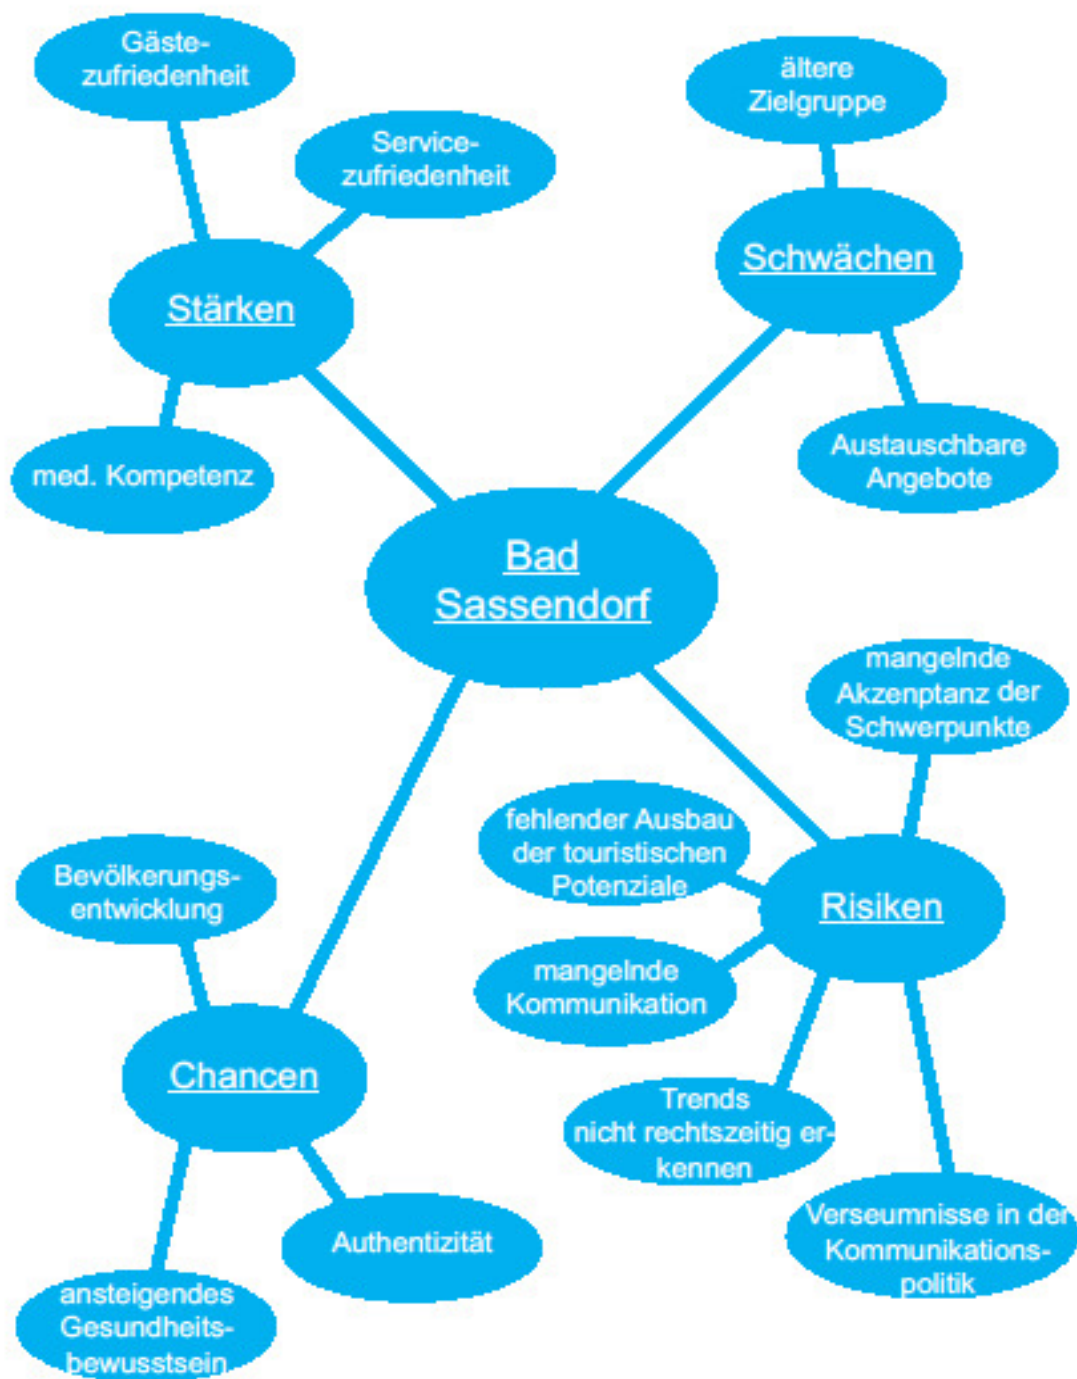 Gäste-
zufriedenheit
Service-
zufriedenheit
Stärken
med. Kompetenz
ältere
Zielgruppe
Schwächen
Austauschbare
Angebote
Bad
Sassendorf
mangelnde
Akzenptanz der
Schwerpunkte
fehlender Ausbau
der touristischen
Potenziale
Risiken
mangelnde
Kommunikation
Trends
nicht rechtszeitig er-
kennen
Verseumnisse in der
Kommunikations-
politik
Bevölkerungs-
entwicklung
Chancen
Authentizität
ansteigendes
Gesundheits-
bewusstsein